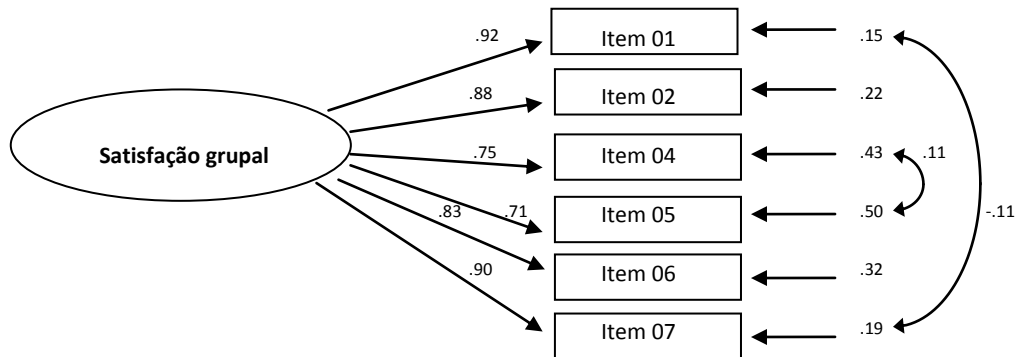 .92 Item 01 .15
.88 Item 02 .22
Satisfação grupal .75 Item 04 .43 .11
.83 .71 Item 05 .50 -.11
.90 Item 06 .32
Item 07 .19